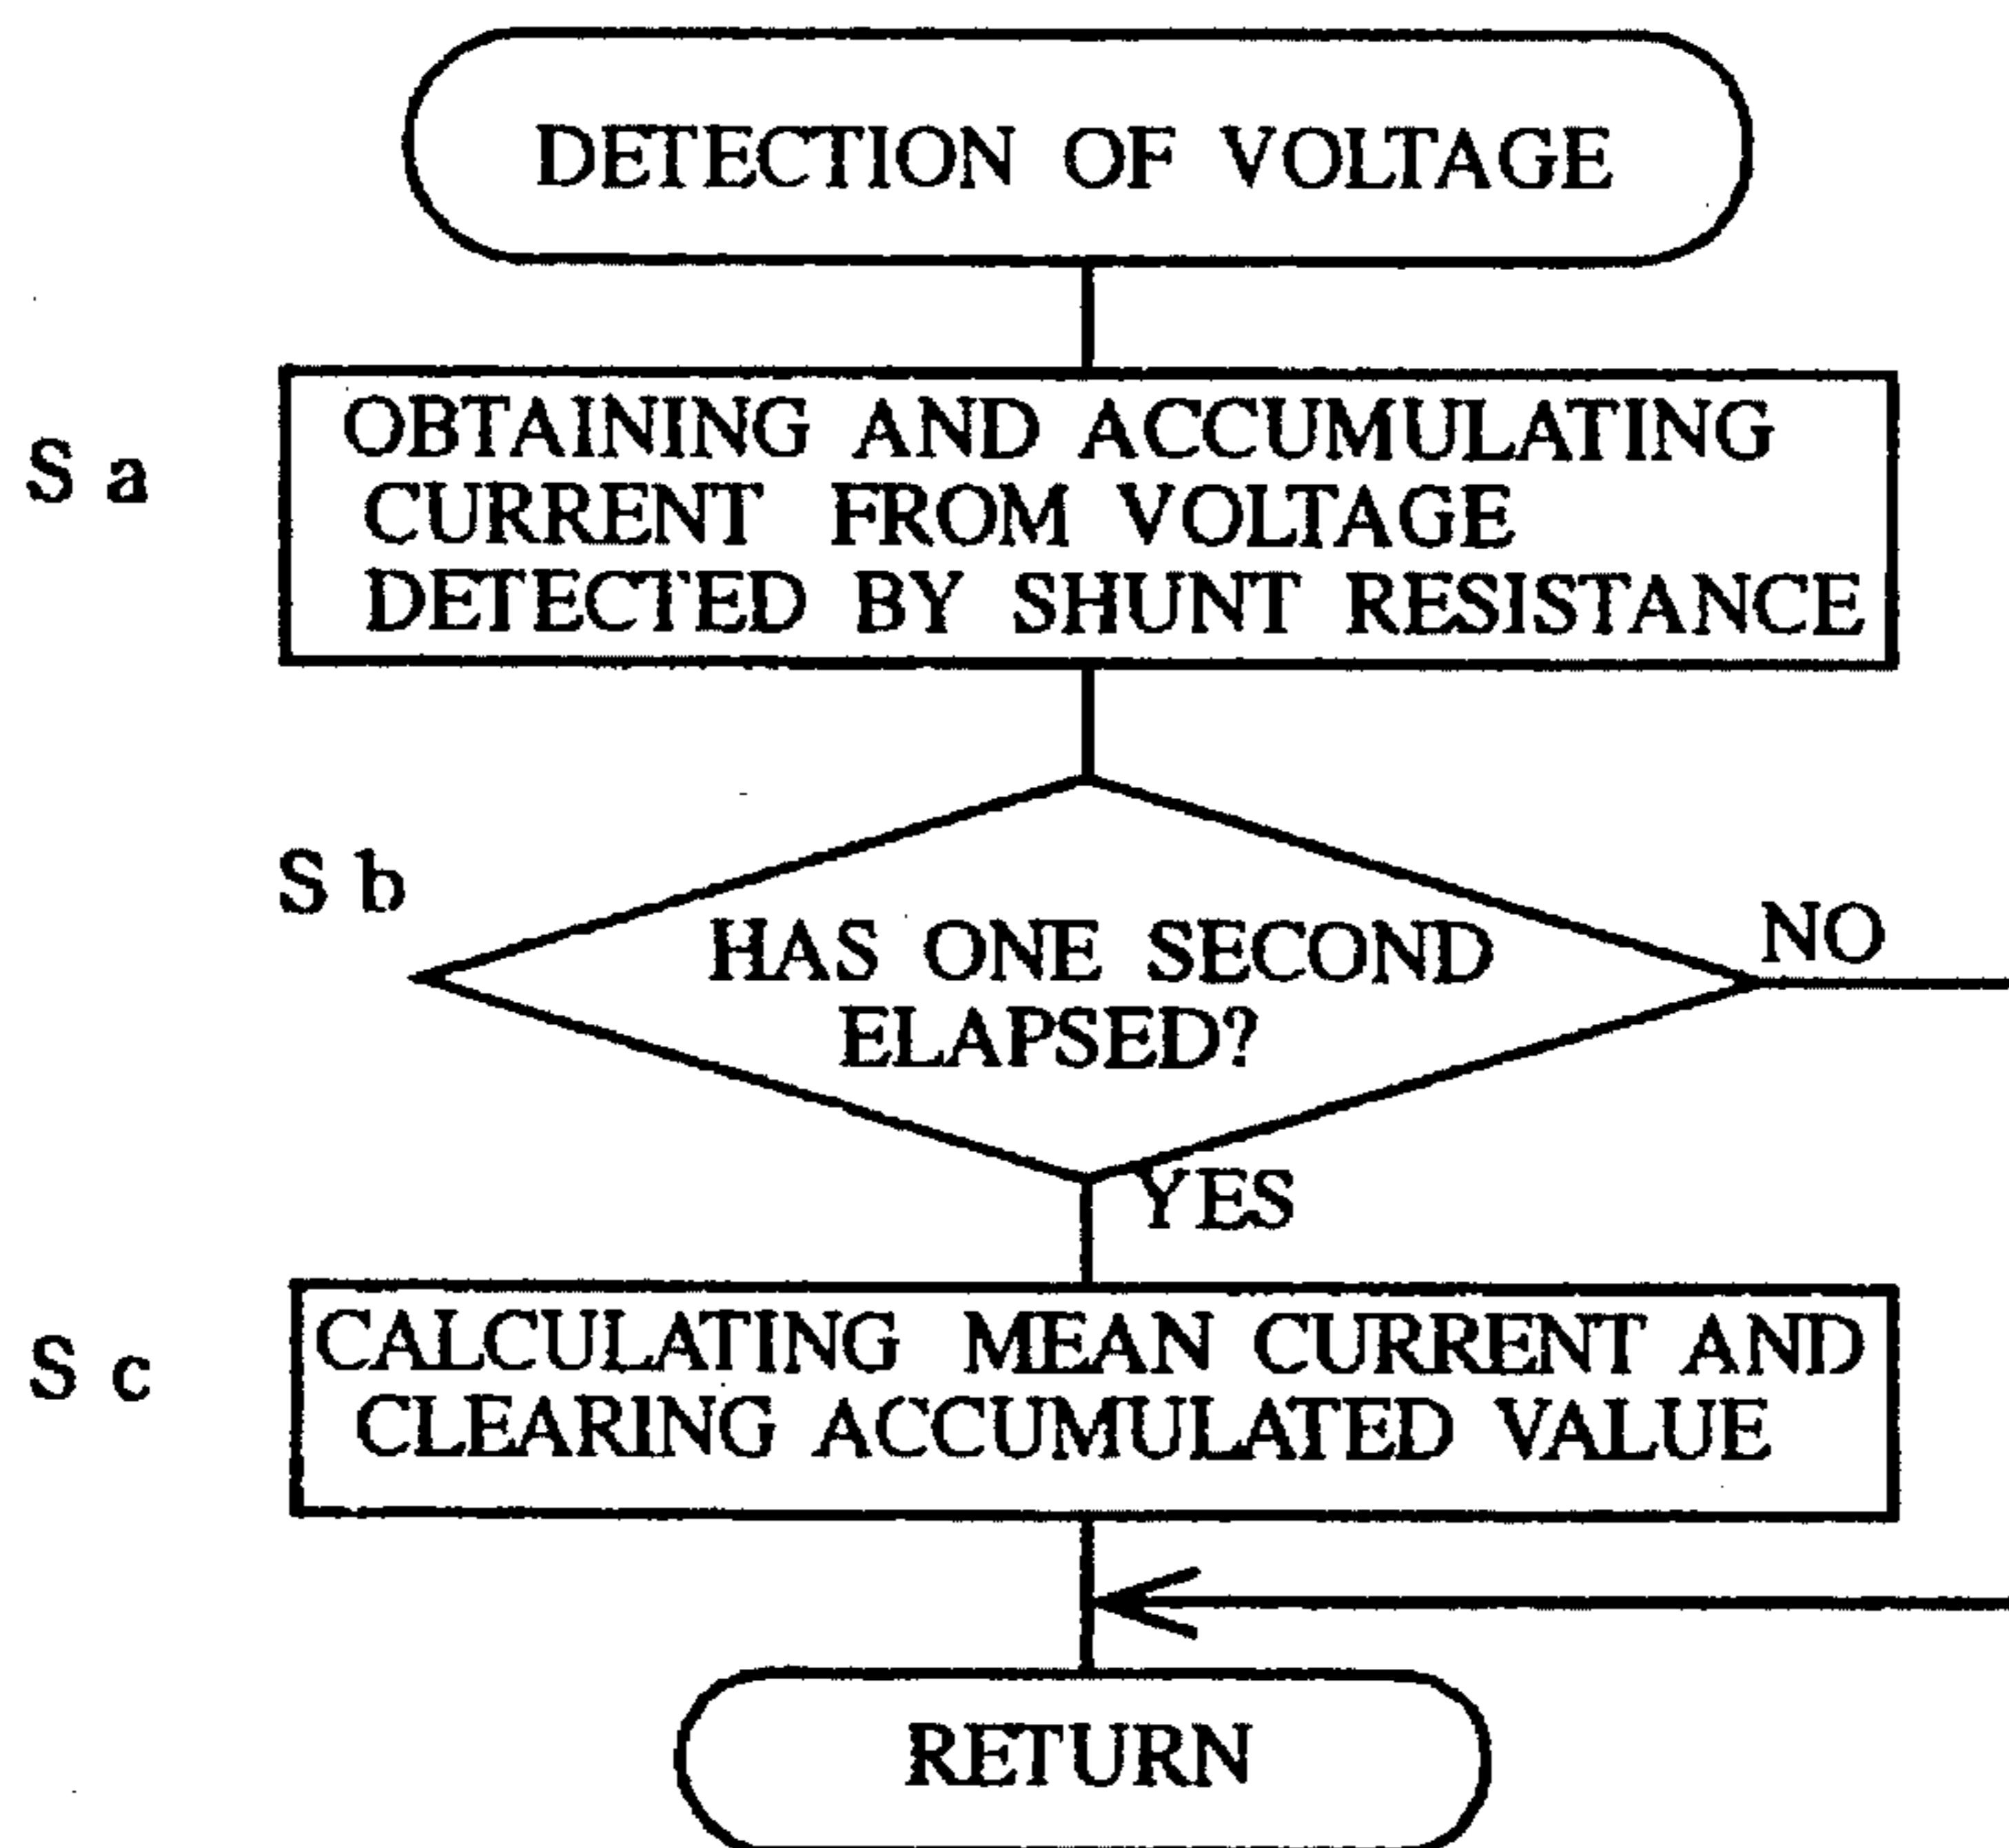 DETECTION OF VOLTAGE
S a
OBTAINING AND ACCUMULATING
CURRENT FROM VOLTAGE
DETECTED BY SHUNT RESISTANCE
S b
HAS ONE SECOND
ELAPSED?
NO
YES
S c
CALCULATING MEAN CURRENT AND
CLEARING ACCUMULATED VALUE
RETURN